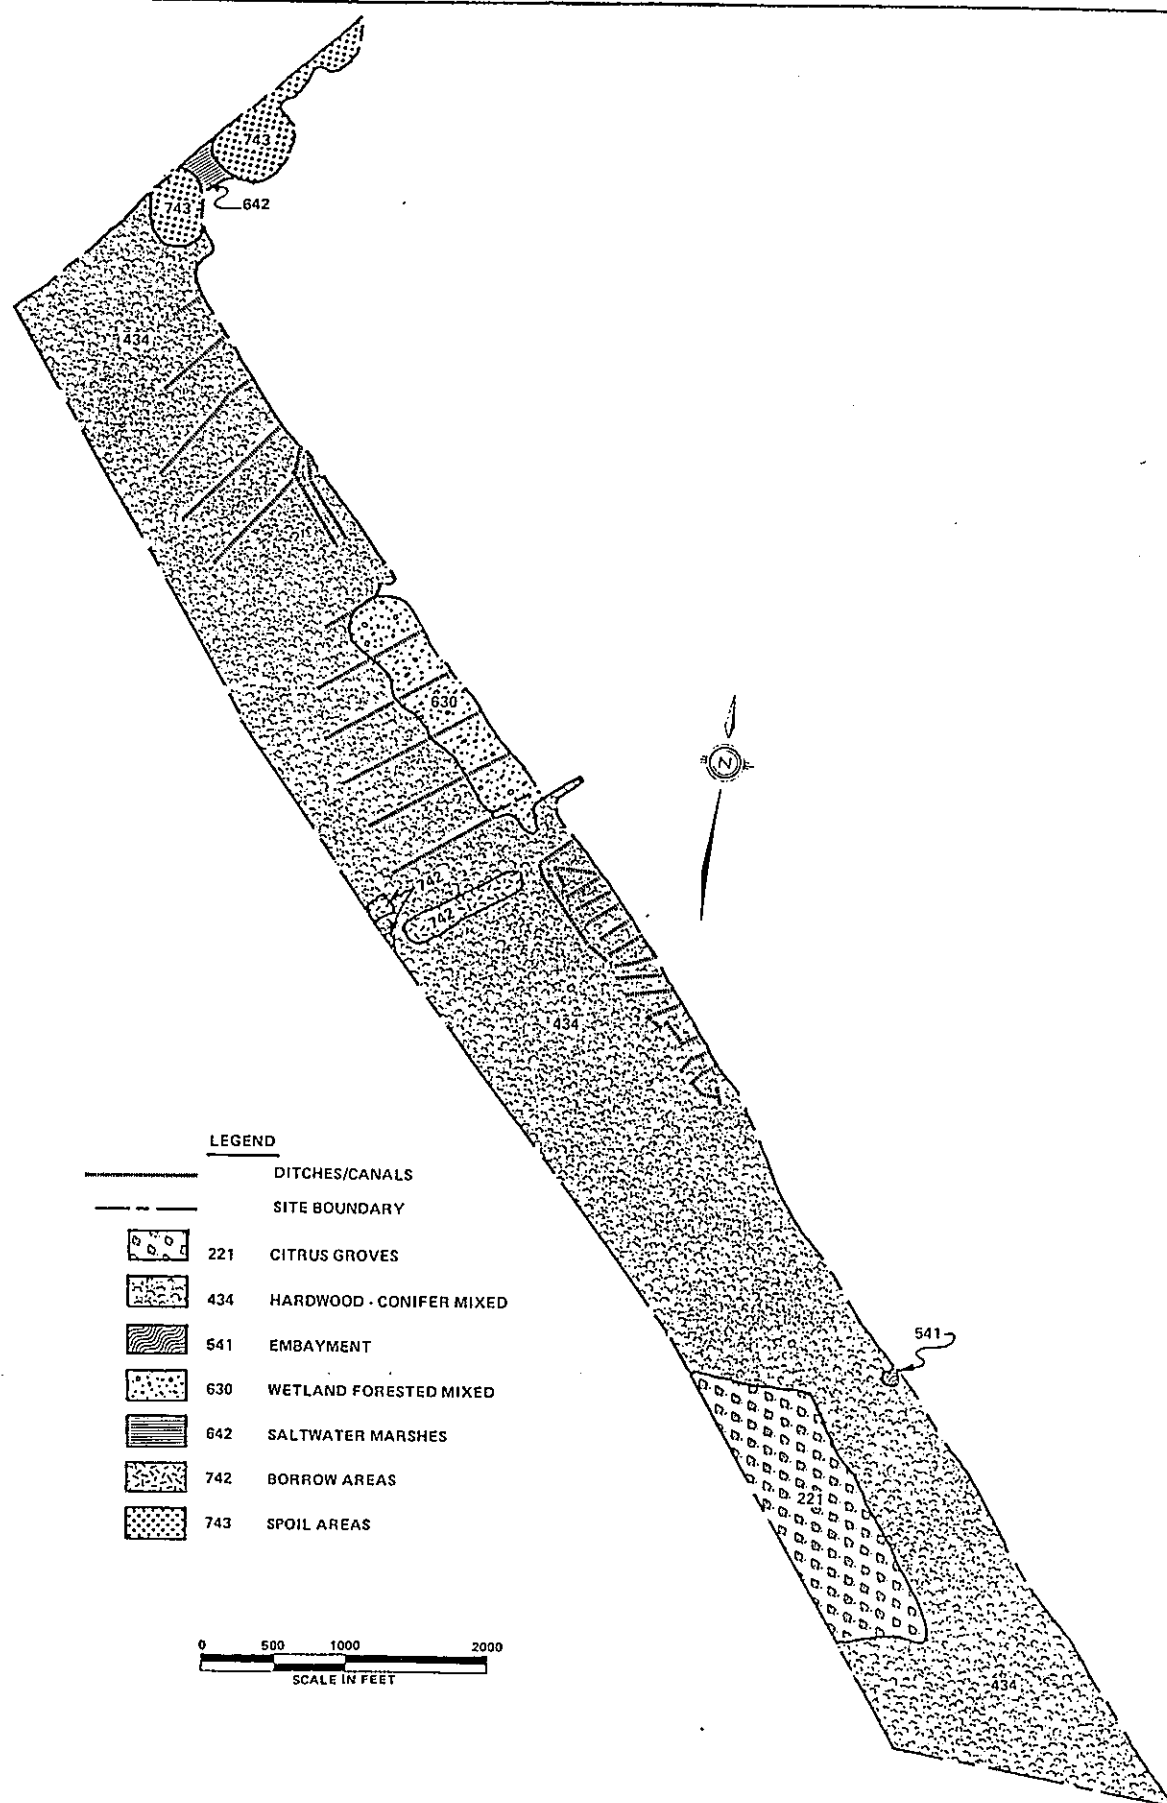 743
743
642
434
630
N
742
742
434
LEGEND
DITCHES/CANALS
SITE BOUNDARY
221 CITRUS GROVES
434 HARDWOOD - CONIFER MIXED
541 EMBAYMENT
630 WETLAND FORESTED MIXED
642 SALTWATER MARSHES
742 BORROW AREAS
743 SPOIL AREAS
541
221
0 500 1000 2000
SCALE IN FEET
434